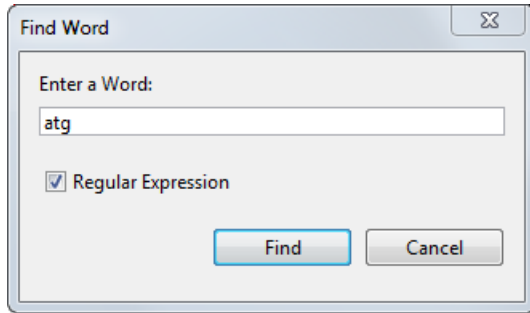 Find Word
Enter a Word:
atg
Regular Expression
Find Cancel